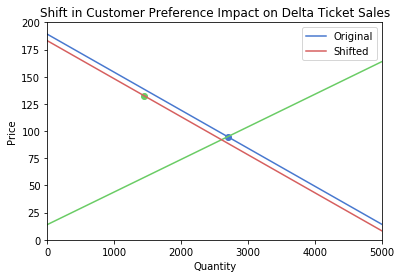 Shift in Customer Preference Impact on Delta Ticket Sales
Original
Shifted
Price
200
175
150
125
100
75
50
25
0
0 1000 2000 3000 4000 5000
Quantity